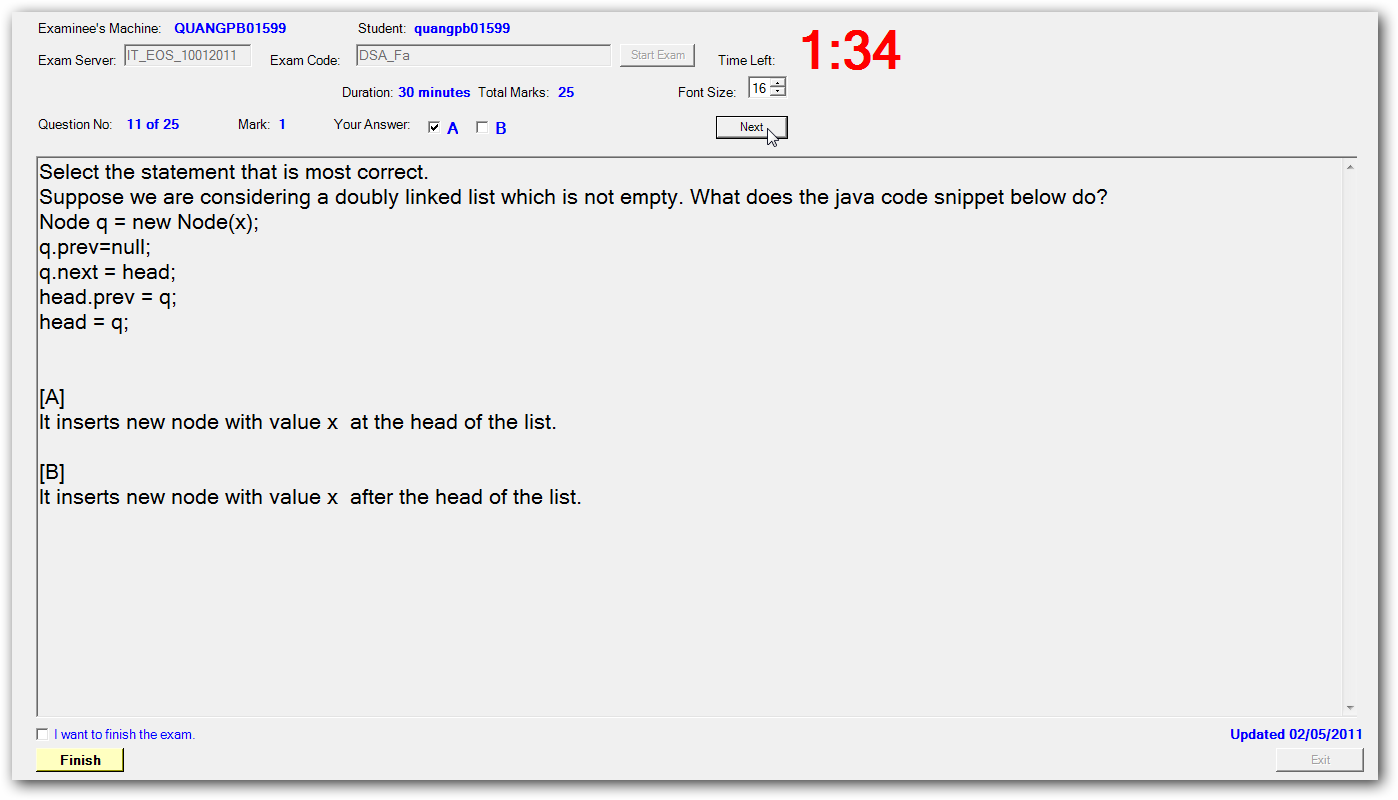 Examinee's Machine: QUANGPB01599 Student: quangpb01599
Exam Server: IT_EOS_10012011 Exam Code: DSA_Fa Start Exam Time Left: 1:34
Duration: 30 minutes Total Marks: 25 Font Size: 16
Question No: 11 of 25 Mark: 1 Your Answer: A B Next
Select the statement that is most correct.
Suppose we are considering a doubly linked list which is not empty. What does the java code snippet below do?
Node q = new Node(x);
q.prev=null;
q.next = head;
head.prev = q;
head = q;
[A]
It inserts new node with value x  at the head of the list.
[B]
It inserts new node with value x  after the head of the list.
I want to finish the exam. Updated 02/05/2011
Finish Exit